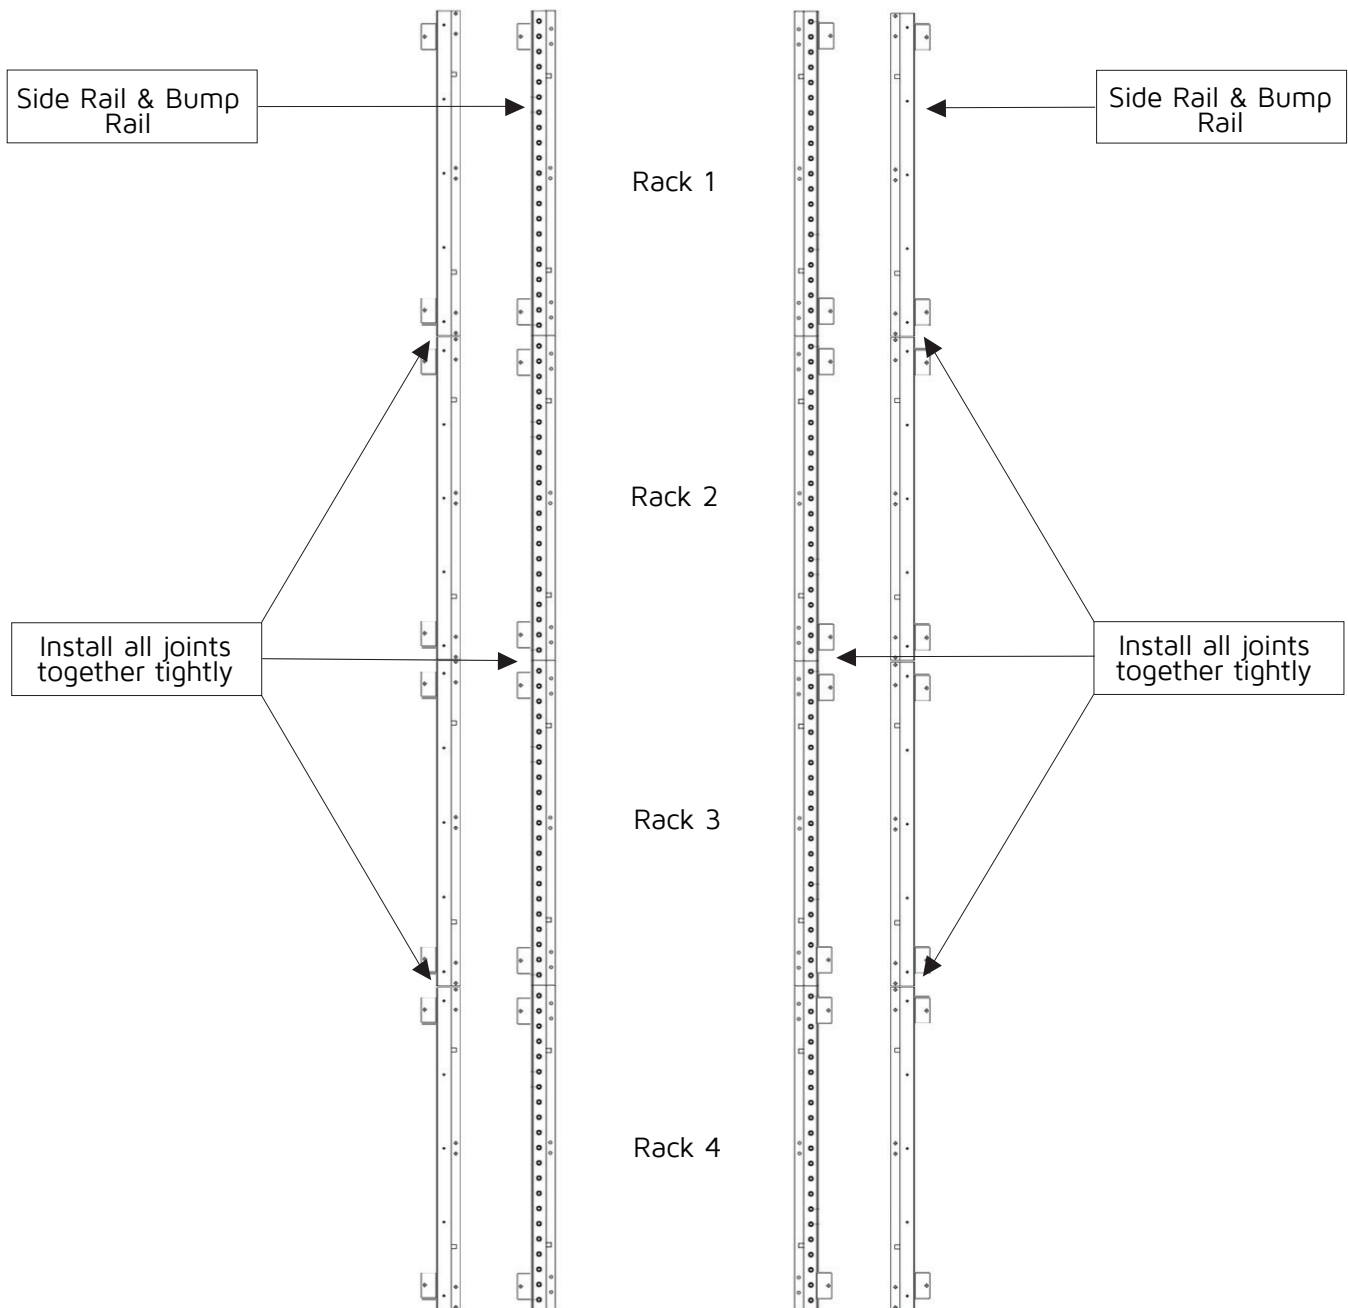 Side Rail & Bump
Rail
Side Rail & Bump
Rail
Rack 1
Rack 2
Install all joints
together tightly
Install all joints
together tightly
Rack 3
Rack 4